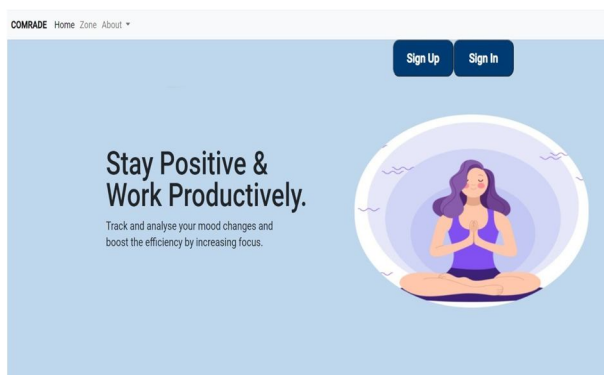 COMRADE Home Zone About
Sign Up Sign In
Stay Positive &
Work Productively.
Track and analyse your mood changes and
boost the efficiency by increasing focus.